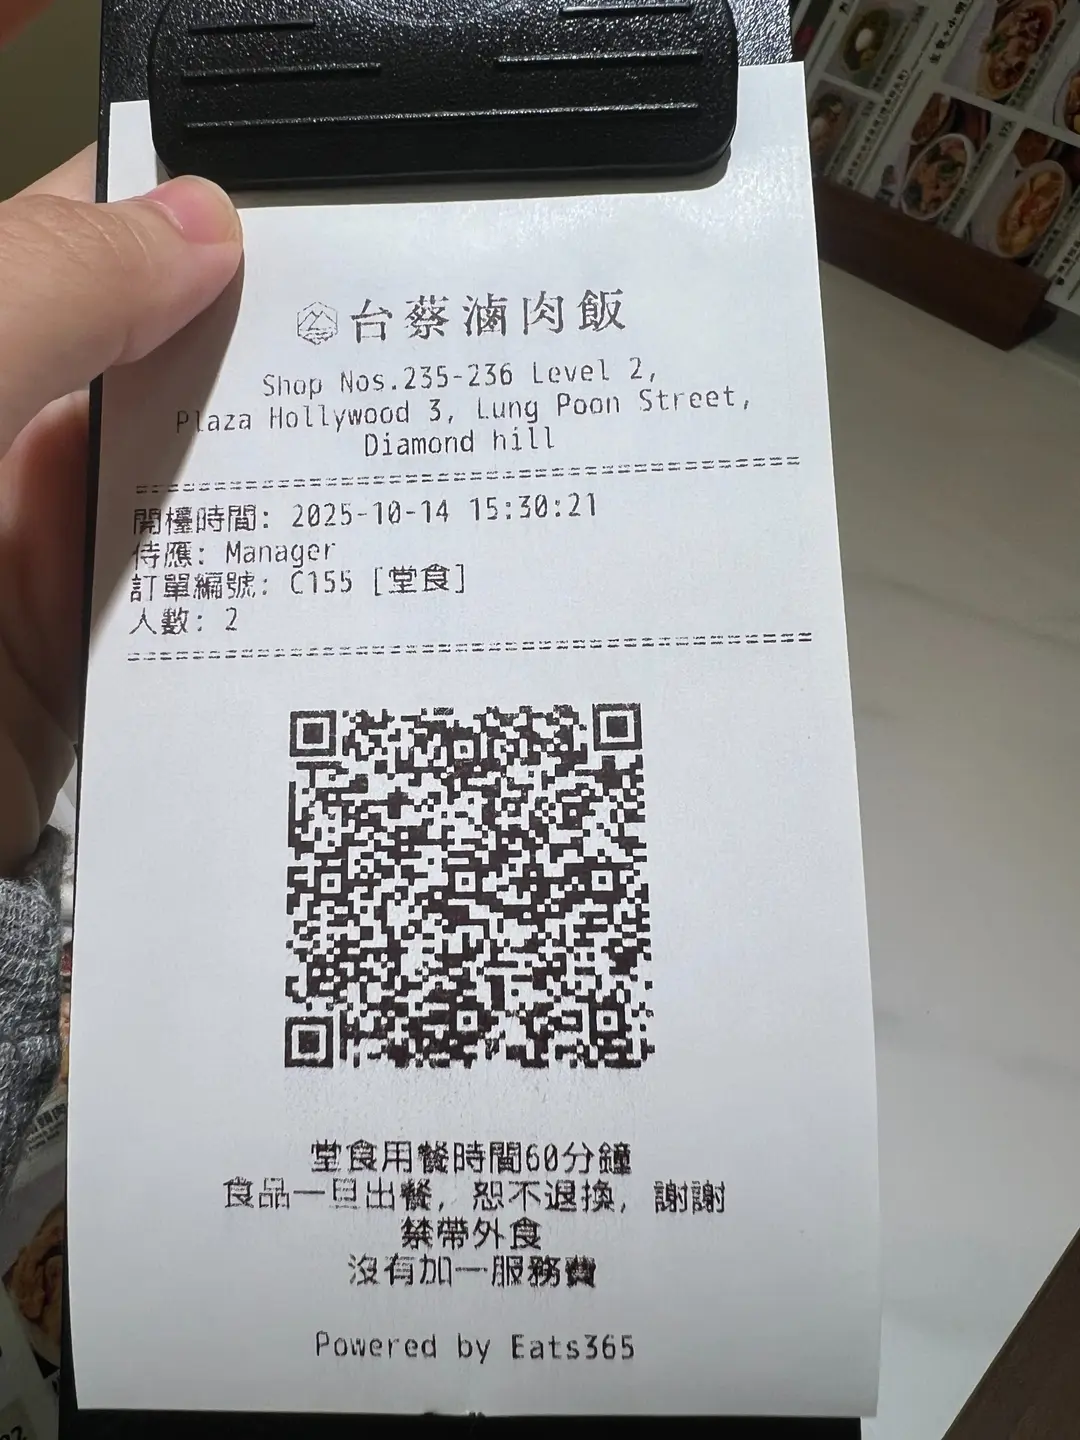 台蔡滷肉飯
Shop Nos.235-236 Level 2,
Plaza Hollywood 3, Lung Poon Street,
Diamond hill
開檯時間: 2025-10-14 15:30:21
侍應: Manager
訂單編號: C155 [堂食]
人數: 2
堂食用餐時間60分鐘
食品一旦出餐, 恕不退換, 謝謝
禁帶外食
沒有加一服務費
Powered by Eats365